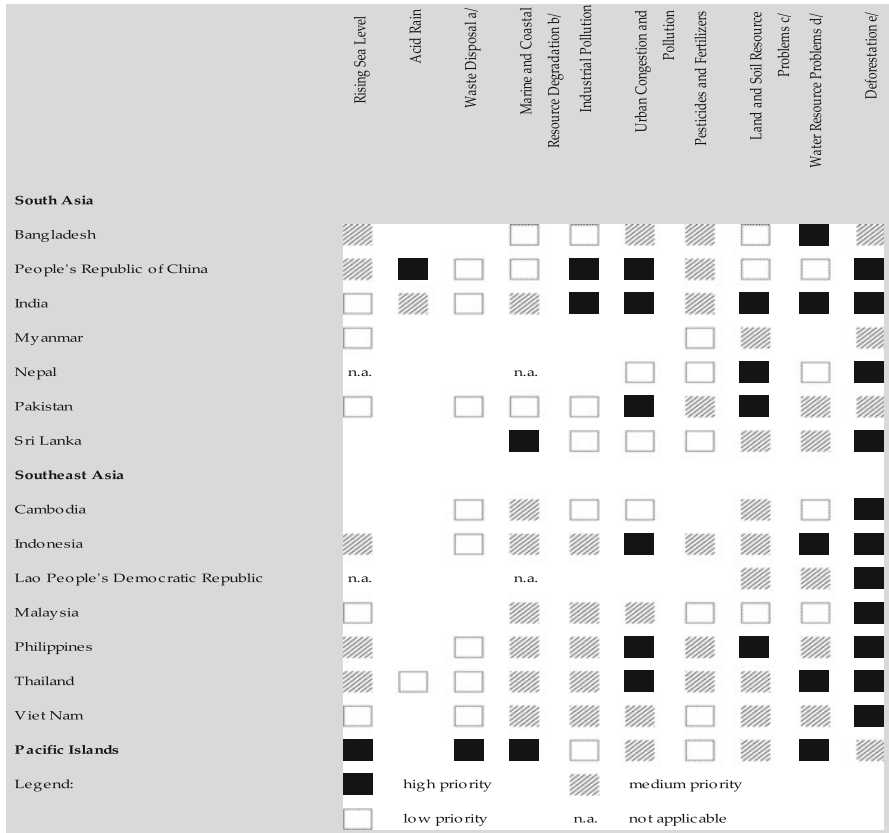 Rising Sea Level
Acid Rain
Waste Disposal a/
Marine and Coastal
Resource Degradation b/
Industrial Pollution
Urban Congestion and
Pollution
Pesticides and Fertilizers
Land and Soil Resource
Problems c/
Water Resource Problems d/
Deforestation e/
South Asia
Bangladesh
People's Republic of China
India
Myanmar
Nepal n.a. n.a.
Pakistan
Sri Lanka
Southeast Asia
Cambodia
Indonesia
Lao People's Democratic Republic n.a. n.a.
Malaysia
Philippines
Thailand
Viet Nam
Pacific Islands
Legend: high priority medium priority
low priority n.a. not applicable